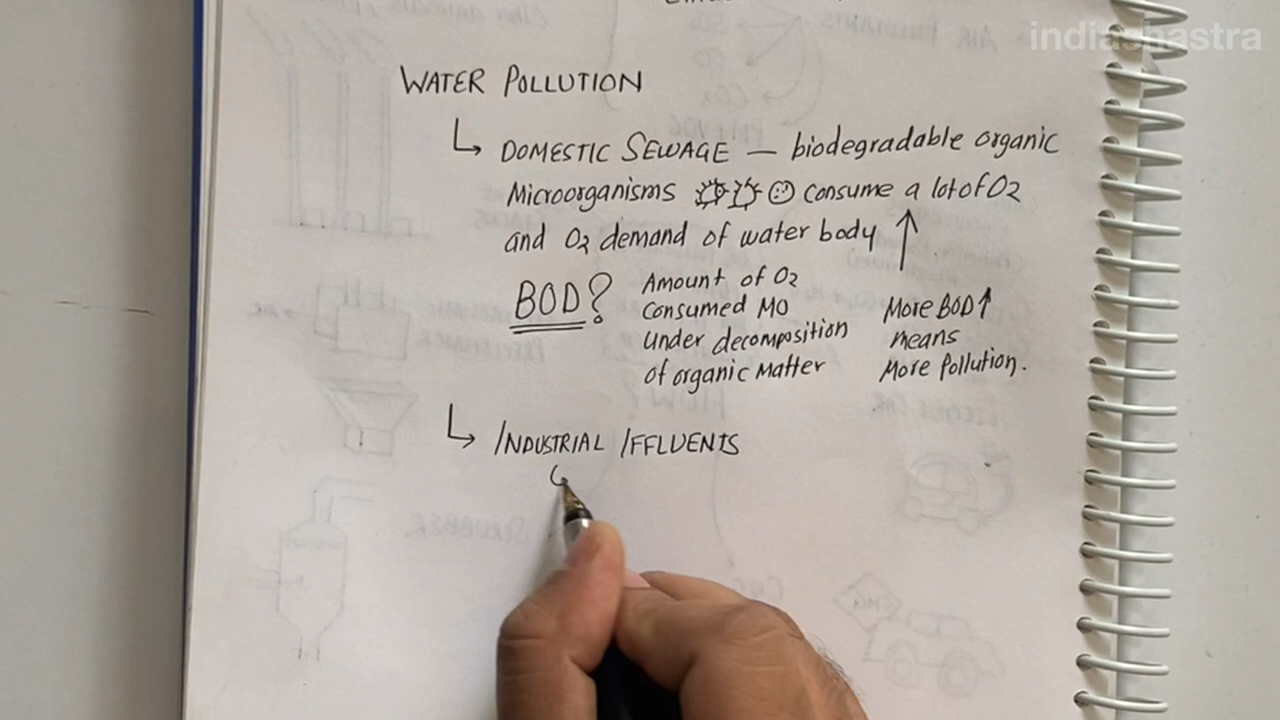 indiashastra
WATER POLLUTION
DOMESTIC SEWAGE — biodegradable organic
Microorganisms consume a lot of O2
and O2 demand of water body ↑
BOD?
Amount of O2
Consumed MO
Under decomposition
of organic Matter
More BOD↑
means
More Pollution.
INDUSTRIAL IFFLUENTS